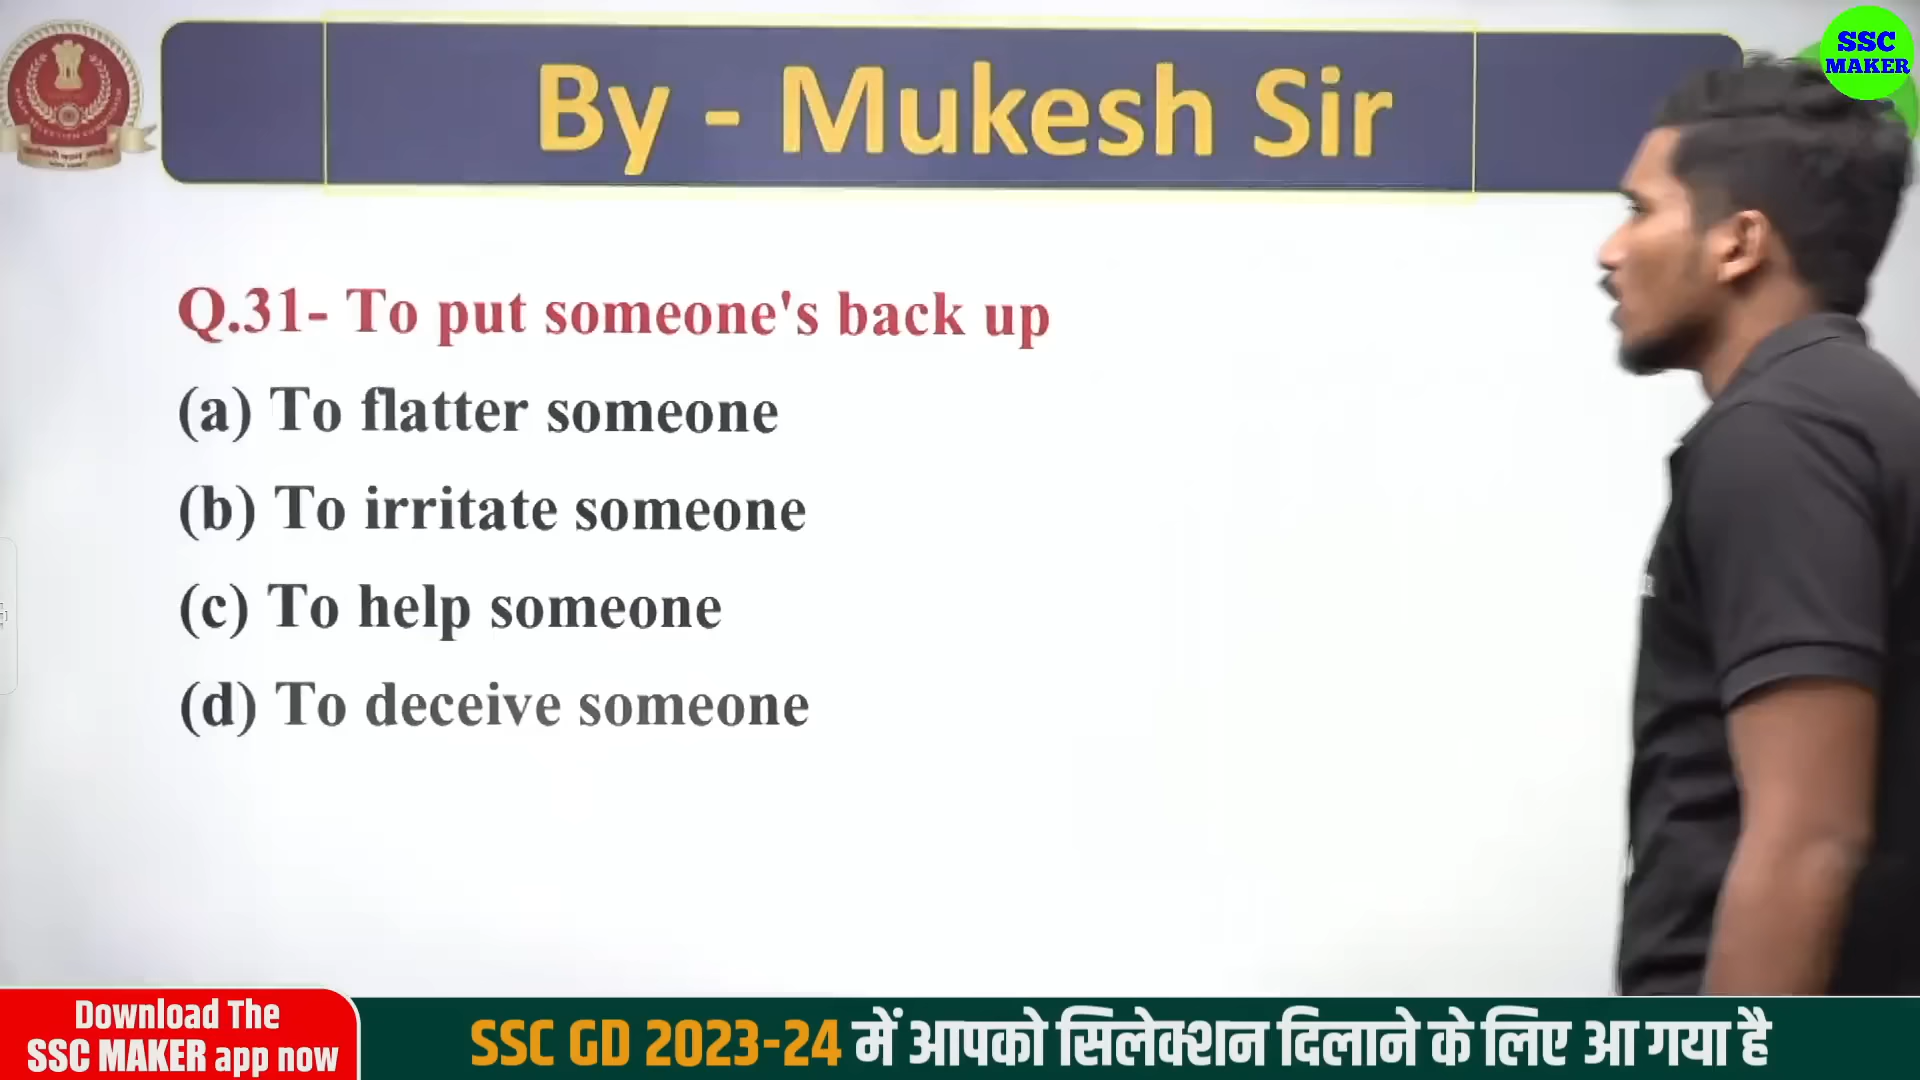 SSC
MAKER
By - Mukesh Sir
Q.31- To put someone's back up
(a) To flatter someone
(b) To irritate someone
(c) To help someone
(d) To deceive someone
Download The
SSC MAKER app now
SSC GD 2023-24 में आपको सिलेक्शन दिलाने के लिए आ गया है